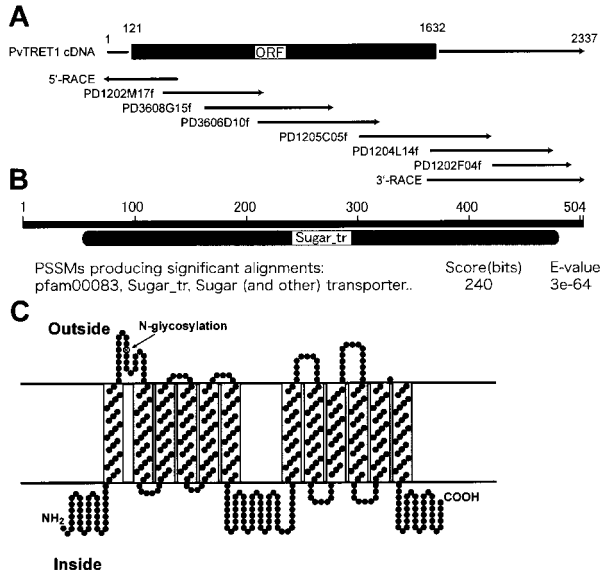 A
1 121 1632 2337
PvTRET1 cDNA ORF
5'-RACE
PD1202M17f
PD3608G15f
PD3606D10f
PD1205C05f
PD1204L14f
PD1202F04f
3'-RACE
B
1 100 200 300 400 504
Sugar_tr
PSSMs producing significant alignments: Score(bits) E-value
pfam00083, Sugar_tr, Sugar (and other) transporter.. 240 3e-64
C
Outside N-glycosylation
NH2 COOH
Inside